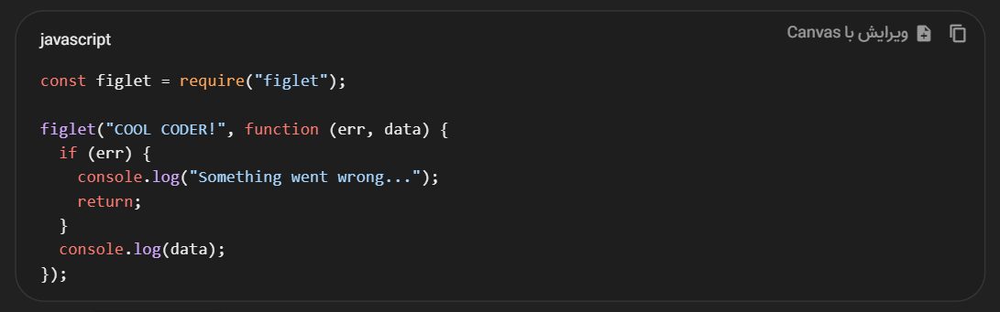 ویرایش با Canvas
javascript
const figlet = require("figlet");
figlet("COOL CODER!", function (err, data) {
  if (err) {
    console.log("Something went wrong...");
    return;
  }
  console.log(data);
});